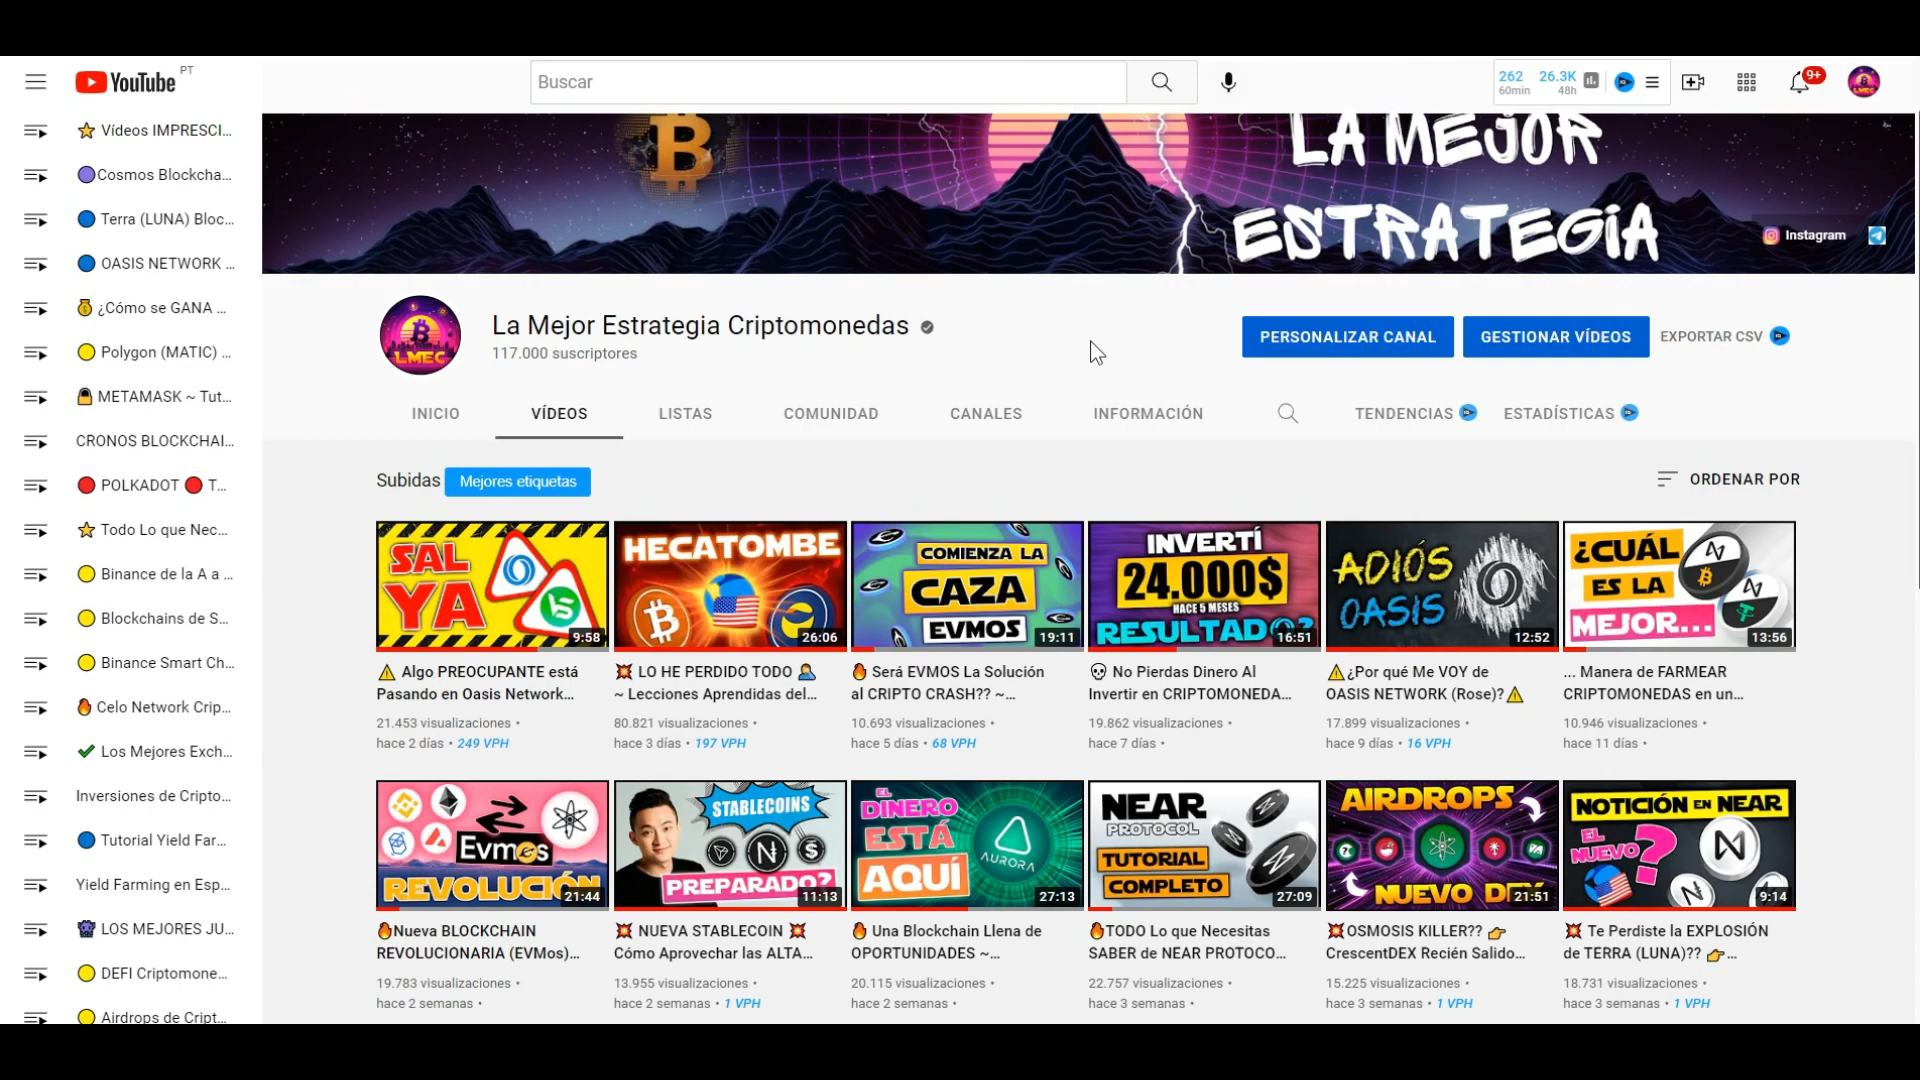 YouTube PT
Buscar
262 26.3K
60min 48h
9+
Vídeos IMPRESCI...
Cosmos Blockcha...
Terra (LUNA) Bloc...
OASIS NETWORK ...
¿Cómo se GANA ...
Polygon (MATIC) ...
METAMASK ~ Tut...
CRONOS BLOCKCHAI...
POLKADOT T...
Todo Lo que Nec...
Binance de la A a ...
Blockchains de S...
Binance Smart Ch...
Celo Network Crip...
Los Mejores Exch...
Inversiones de Cripto...
Tutorial Yield Far...
Yield Farming en Esp...
LOS MEJORES JU...
DEFI Criptomone...
Airdrops de Cript...
LA MEJOR
ESTRATEGIA
Instagram
LMEC
La Mejor Estrategia Criptomonedas
117.000 suscriptores
PERSONALIZAR CANAL
GESTIONAR VÍDEOS
EXPORTAR CSV
INICIO VÍDEOS LISTAS COMUNIDAD CANALES INFORMACIÓN TENDENCIAS ESTADÍSTICAS
Subidas Mejores etiquetas
ORDENAR POR
SAL
YA
9:58
Algo PREOCUPANTE está
Pasando en Oasis Network...
21.453 visualizaciones •
hace 2 días • 249 VPH
HECATOMBE
26:06
LO HE PERDIDO TODO
~ Lecciones Aprendidas del...
80.821 visualizaciones •
hace 3 días • 197 VPH
COMIENZA LA
CAZA
EVMOS
19:11
Será EVMOS La Solución
al CRIPTO CRASH?? ~...
10.693 visualizaciones •
hace 5 días • 68 VPH
INVERTÍ
24.000$
HACE 5 MESES
RESULTADO?
16:51
No Pierdas Dinero Al
Invertir en CRIPTOMONEDA...
19.862 visualizaciones •
hace 7 días •
ADIÓS
OASIS
12:52
¿Por qué Me VOY de
OASIS NETWORK (Rose)?
17.899 visualizaciones •
hace 9 días • 16 VPH
¿CUÁL
ES LA
MEJOR...
13:56
... Manera de FARMEAR
CRIPTOMONEDAS en un...
10.946 visualizaciones •
hace 11 días •
Evmos
REVOLUCIÓN
21:44
Nueva BLOCKCHAIN
REVOLUCIONARIA (EVMos)...
19.783 visualizaciones •
hace 2 semanas •
STABLECOINS
PREPARADO?
11:13
NUEVA STABLECOIN
Cómo Aprovechar las ALTA...
13.955 visualizaciones •
hace 2 semanas • 1 VPH
EL
DINERO
ESTÁ
AQUÍ
AURORA
27:13
Una Blockchain Llena de
OPORTUNIDADES ~...
20.115 visualizaciones •
hace 2 semanas •
NEAR
PROTOCOL
TUTORIAL
COMPLETO
27:09
TODO Lo que Necesitas
SABER de NEAR PROTOCO...
22.757 visualizaciones •
hace 3 semanas •
AIRDROPS
NUEVO DEX
21:51
OSMOSIS KILLER??
CrescentDEX Recién Salido...
15.225 visualizaciones •
hace 3 semanas • 1 VPH
NOTICIÓN EN NEAR
EL
NUEVO?
9:14
Te Perdiste la EXPLOSIÓN
de TERRA (LUNA)?? ...
18.731 visualizaciones •
hace 3 semanas • 1 VPH